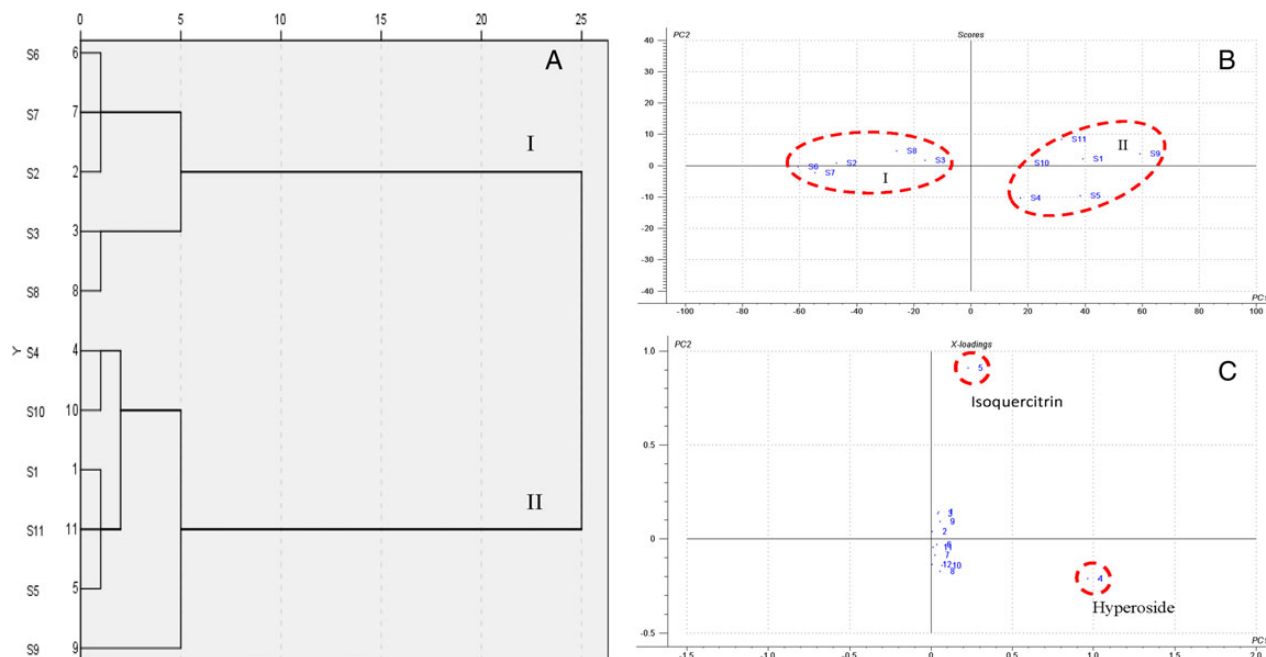 0 5 10 15 20 25
A
S6 6
S7 7
I
S2 2
S3 3
S8 8
Y
S4 4
S10 10
S1 1
II
S11 11
S5 5
S9 9
PC2 Scores
B
40
30
20
10
0
-10
-20
-30
-40
S11 II
S8 S9
S6 S2 S3 S10 S1
S7 I
S4 S5
-100 -80 -60 -40 -20 0 20 40 60 80 100
PC1
PC2 X-loadings
C
1.0
0.5
0
-0.5
5
Isoquercitrin
3 1
9
2
11
7
12 10
8
4
Hyperoside
-1.5 -1.0 -0.5 0 0.5 1.0 1.5 2.0